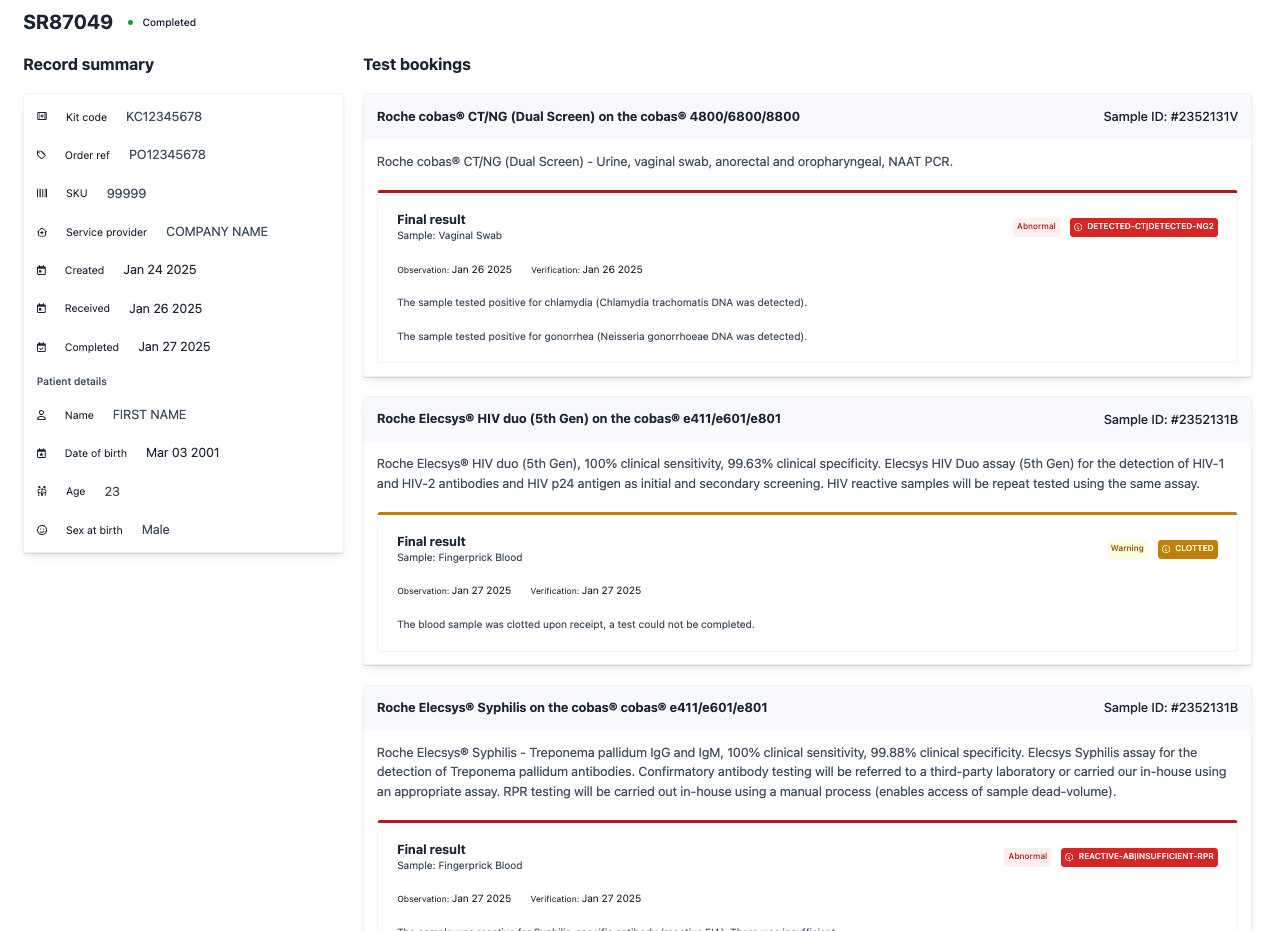 SR87049
Completed
Record summary
Kit code KC12345678
Order ref PO12345678
SKU 99999
Service provider COMPANY NAME
Created Jan 24 2025
Received Jan 26 2025
Completed Jan 27 2025
Patient details
Name FIRST NAME
Date of birth Mar 03 2001
Age 23
Sex at birth Male
Test bookings
Roche cobas® CT/NG (Dual Screen) on the cobas® 4800/6800/8800 Sample ID: #2352131V
Roche cobas® CT/NG (Dual Screen) - Urine, vaginal swab, anorectal and oropharyngeal, NAAT PCR.
Final result
Sample: Vaginal Swab
Abnormal DETECTED-CT|DETECTED-NG2
Observation: Jan 26 2025 Verification: Jan 26 2025
The sample tested positive for chlamydia (Chlamydia trachomatis DNA was detected).
The sample tested positive for gonorrhea (Neisseria gonorrhoeae DNA was detected).
Roche Elecsys® HIV duo (5th Gen) on the cobas® e411/e601/e801 Sample ID: #2352131B
Roche Elecsys® HIV duo (5th Gen), 100% clinical sensitivity, 99.63% clinical specificity. Elecsys HIV Duo assay (5th Gen) for the detection of HIV-1
and HIV-2 antibodies and HIV p24 antigen as initial and secondary screening. HIV reactive samples will be repeat tested using the same assay.
Final result
Sample: Fingerprick Blood
Warning CLOTTED
Observation: Jan 27 2025 Verification: Jan 27 2025
The blood sample was clotted upon receipt, a test could not be completed.
Roche Elecsys® Syphilis on the cobas® cobas® e411/e601/e801 Sample ID: #2352131B
Roche Elecsys® Syphilis - Treponema pallidum IgG and IgM, 100% clinical sensitivity, 99.88% clinical specificity. Elecsys Syphilis assay for the
detection of Treponema pallidum antibodies. Confirmatory antibody testing will be referred to a third-party laboratory or carried our in-house using
an appropriate assay. RPR testing will be carried out in-house using a manual process (enables access of sample dead-volume).
Final result
Sample: Fingerprick Blood
Abnormal REACTIVE-AB|INSUFFICIENT-RPR
Observation: Jan 27 2025 Verification: Jan 27 2025